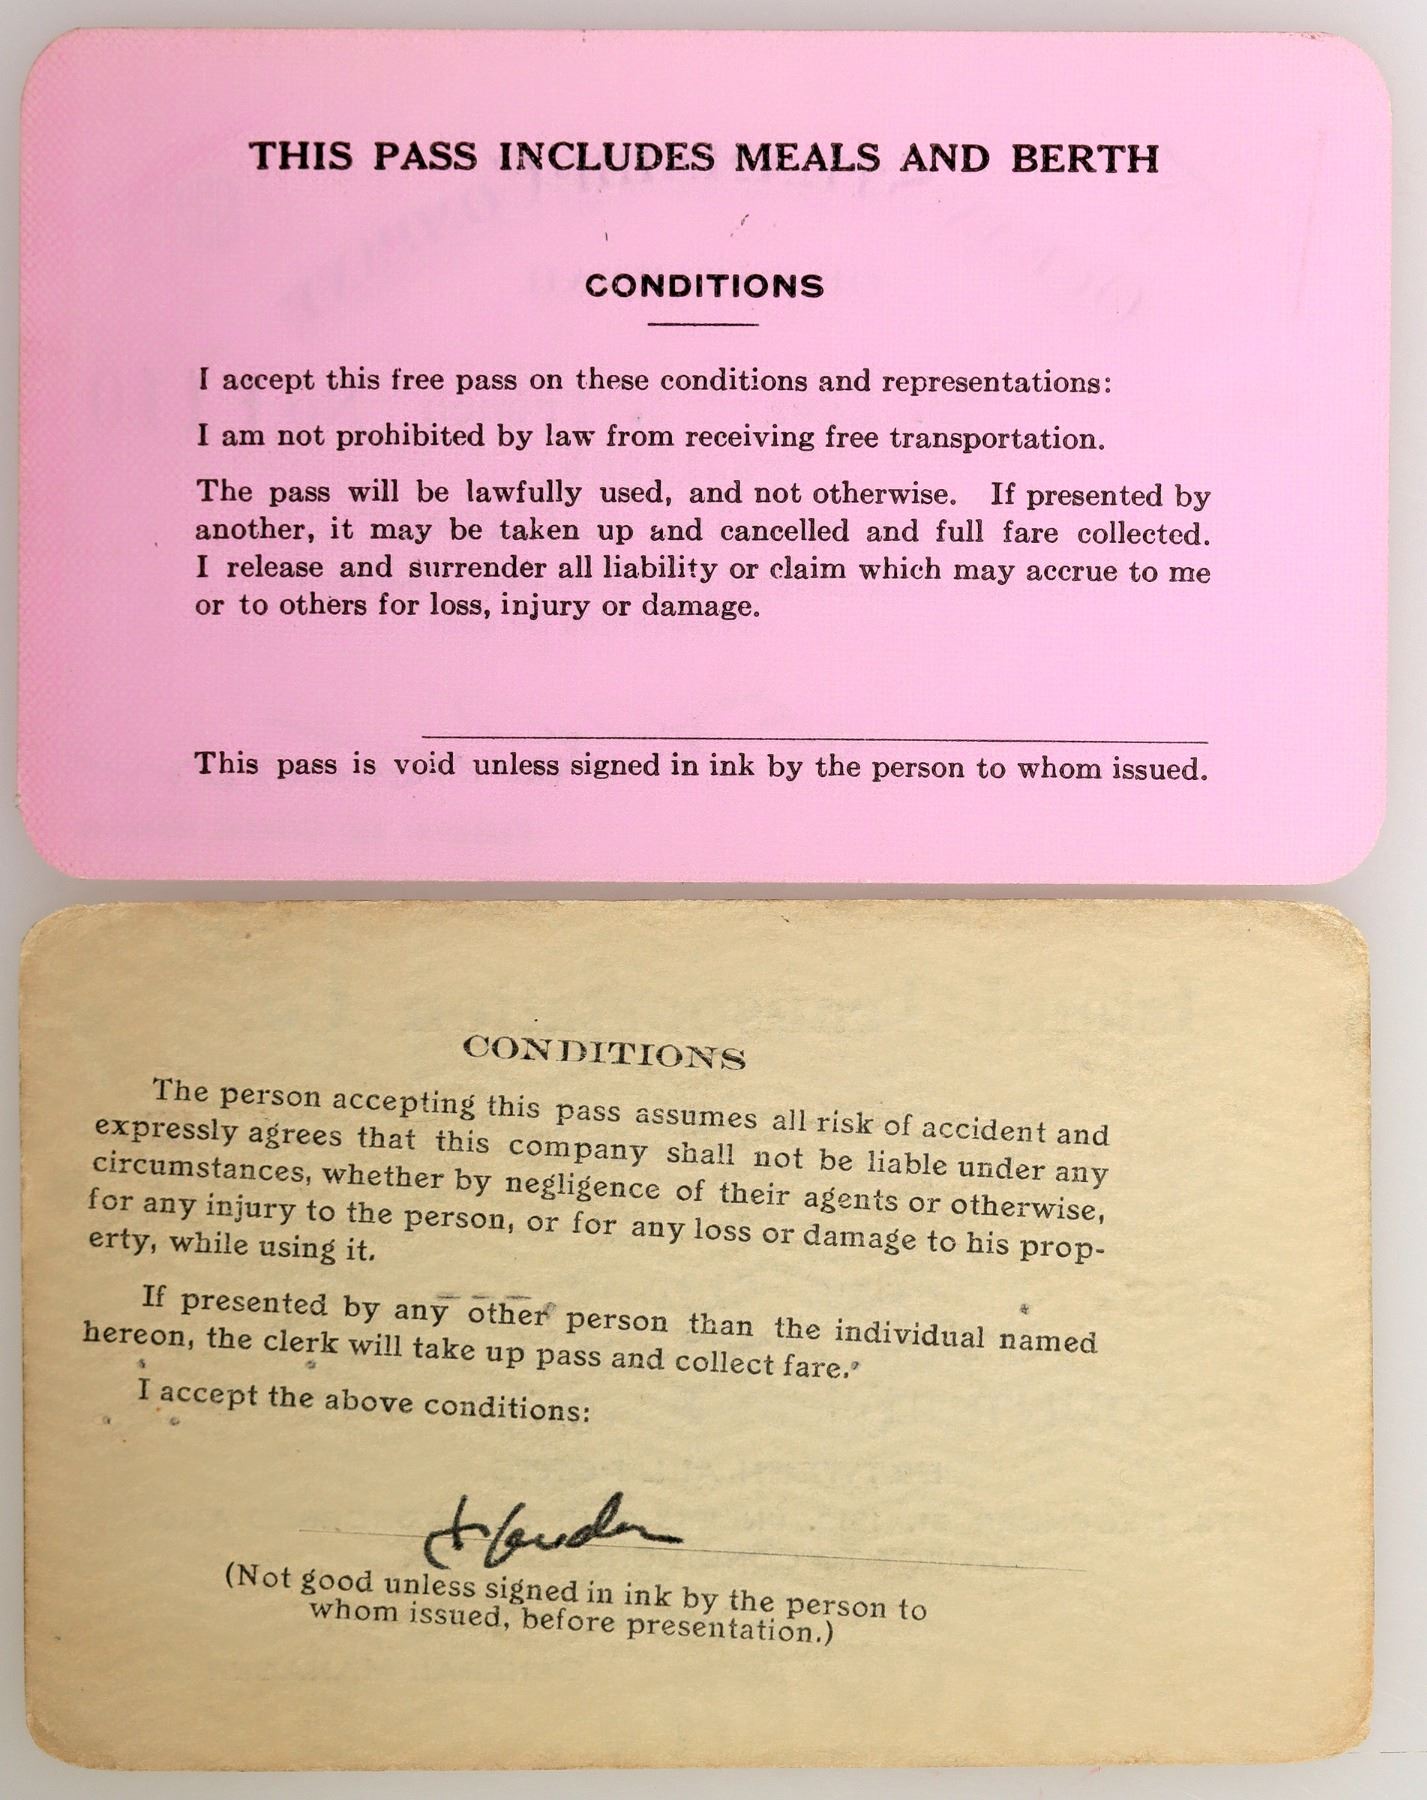 THIS PASS INCLUDES MEALS AND BERTH
CONDITIONS
I accept this free pass on these conditions and representations:
I am not prohibited by law from receiving free transportation.
The pass will be lawfully used, and not otherwise. If presented by
another, it may be taken up and cancelled and full fare collected.
I release and surrender all liability or claim which may accrue to me
or to others for loss, injury or damage.
This pass is void unless signed in ink by the person to whom issued.
CONDITIONS
The person accepting this pass assumes all risk of accident and
expressly agrees that this company shall not be liable under any
circumstances, whether by negligence of their agents or otherwise,
for any injury to the person, or for any loss or damage to his prop-
erty, while using it.
If presented by any other person than the individual named
hereon, the clerk will take up pass and collect fare.
I accept the above conditions:
(Not good unless signed in ink by the person to
whom issued, before presentation.)